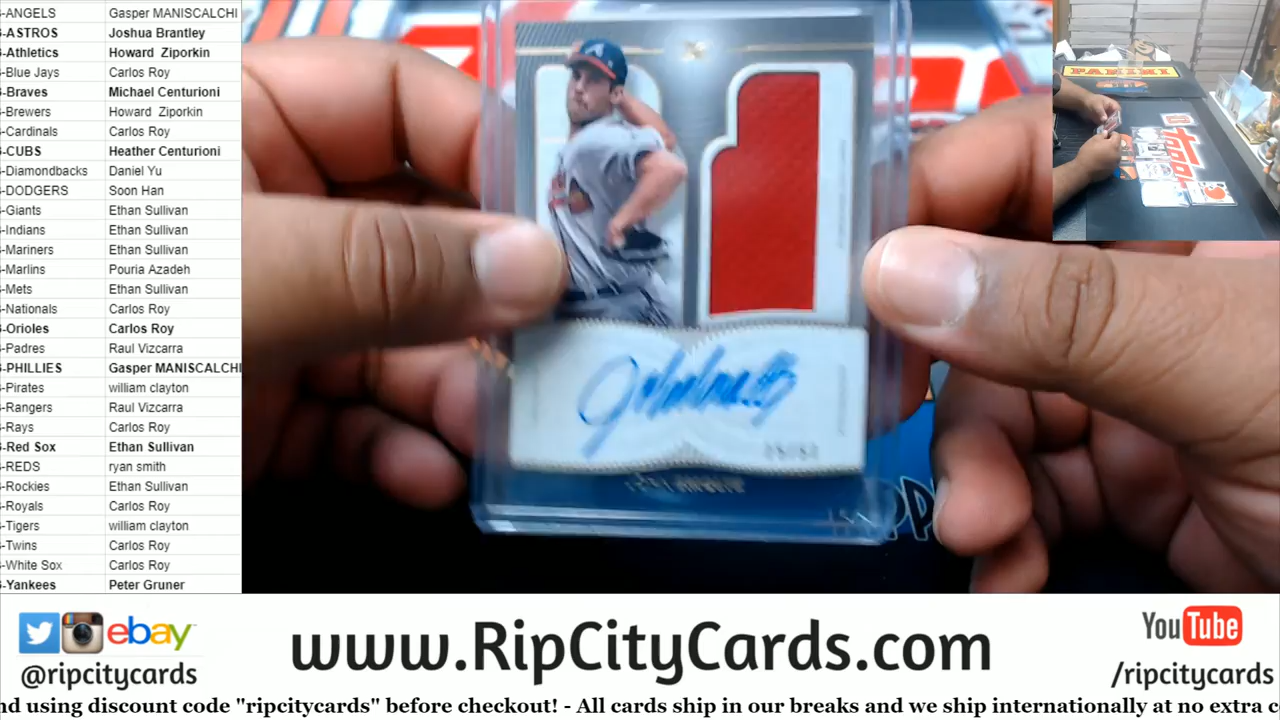 -ANGELS Gasper MANISCALCHI
-ASTROS Joshua Brantley
-Athletics Howard Ziporkin
-Blue Jays Carlos Roy
-Braves Michael Centurioni
-Brewers Howard Ziporkin
-Cardinals Carlos Roy
-CUBS Heather Centurioni
-Diamondbacks Daniel Yu
-DODGERS Soon Han
-Giants Ethan Sullivan
-Indians Ethan Sullivan
-Mariners Ethan Sullivan
-Marlins Pouria Azadeh
-Mets Ethan Sullivan
-Nationals Carlos Roy
-Orioles Carlos Roy
-Padres Raul Vizcarra
-PHILLIES Gasper MANISCALCHI
-Pirates william clayton
-Rangers Raul Vizcarra
-Rays Carlos Roy
-Red Sox Ethan Sullivan
-REDS ryan smith
-Rockies Ethan Sullivan
-Royals Carlos Roy
-Tigers william clayton
-Twins Carlos Roy
-White Sox Carlos Roy
-Yankees Peter Gruner
PANINI
topps
A
ebay
@ripcitycards
www.RipCityCards.com
YouTube
/ripcitycards
nd using discount code "ripcitycards" before checkout! - All cards ship in our breaks and we ship internationally at no extra c